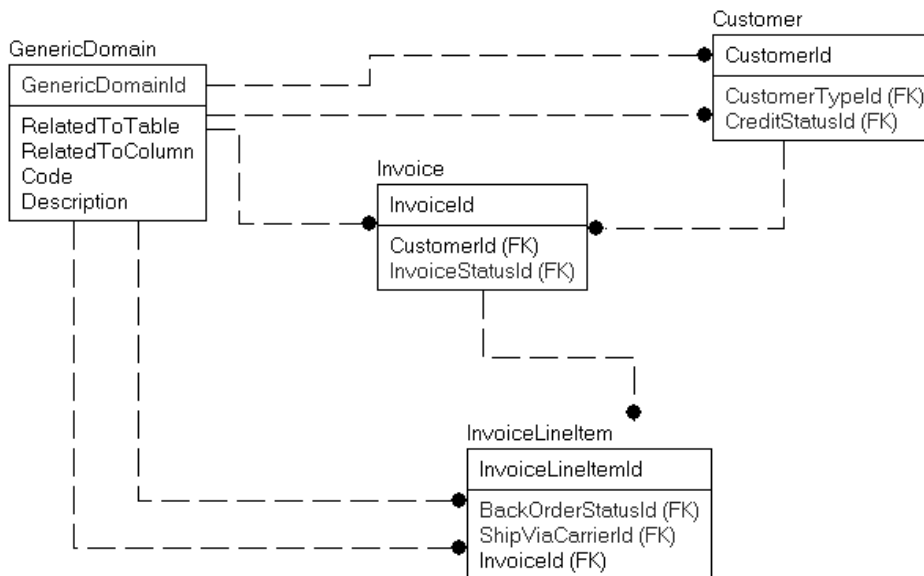 Customer
CustomerId
CustomerTypeId (FK)
CreditStatusId (FK)
GenericDomain
GenericDomainId
RelatedToTable
RelatedToColumn
Code
Description
Invoice
InvoiceId
CustomerId (FK)
InvoiceStatusId (FK)
InvoiceLineItem
InvoiceLineItemId
BackOrderStatusId (FK)
ShipViaCarrierId (FK)
InvoiceId (FK)